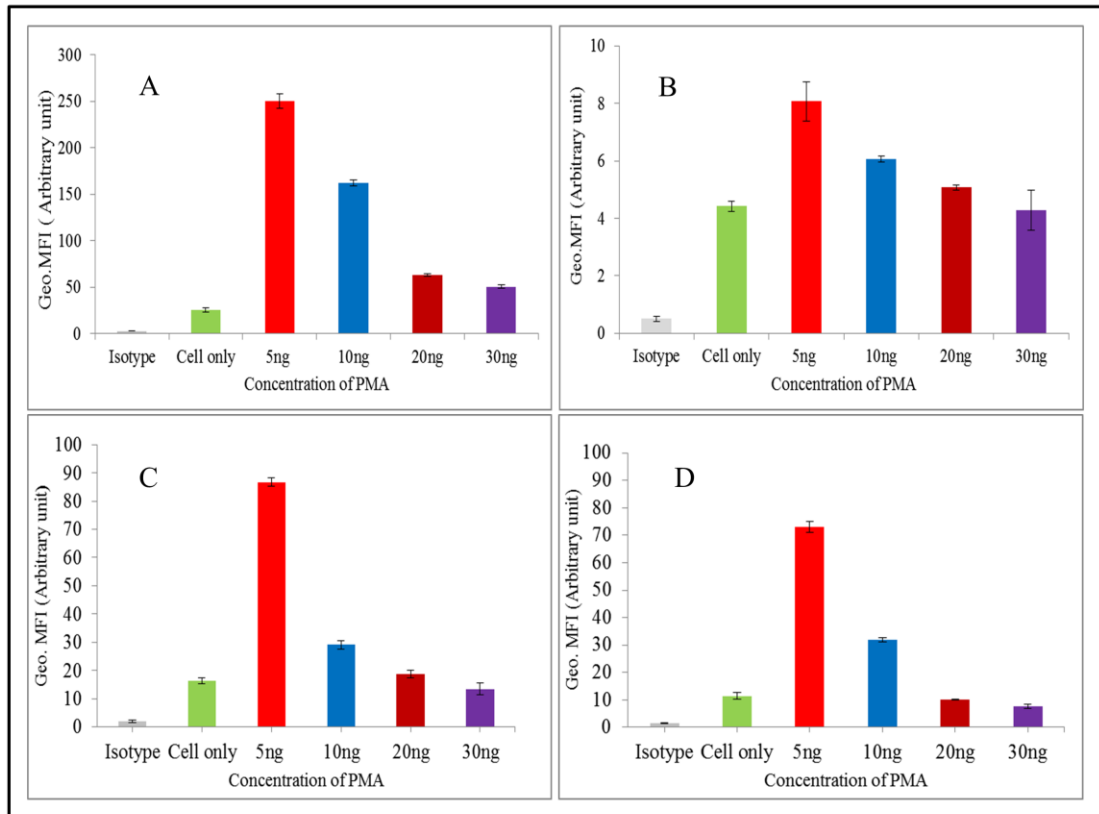 A
Geo.MFI ( Arbitrary unit)
300
250
200
150
100
50
0
Isotype Cell only 5ng 10ng 20ng 30ng
Concentration of PMA
B
Geo.MFI (Arbitrary unit)
10
8
6
4
2
0
Isotype Cell only 5ng 10ng 20ng 30ng
Concentration of PMA
C
Geo. MFI (Arbitrary unit)
100
90
80
70
60
50
40
30
20
10
0
Isotype Cell only 5ng 10ng 20ng 30ng
Concentration of PMA
D
Geo. MFI (Arbitrary unit)
100
90
80
70
60
50
40
30
20
10
0
Isotype Cell only 5ng 10ng 20ng 30ng
Concentration of PMA